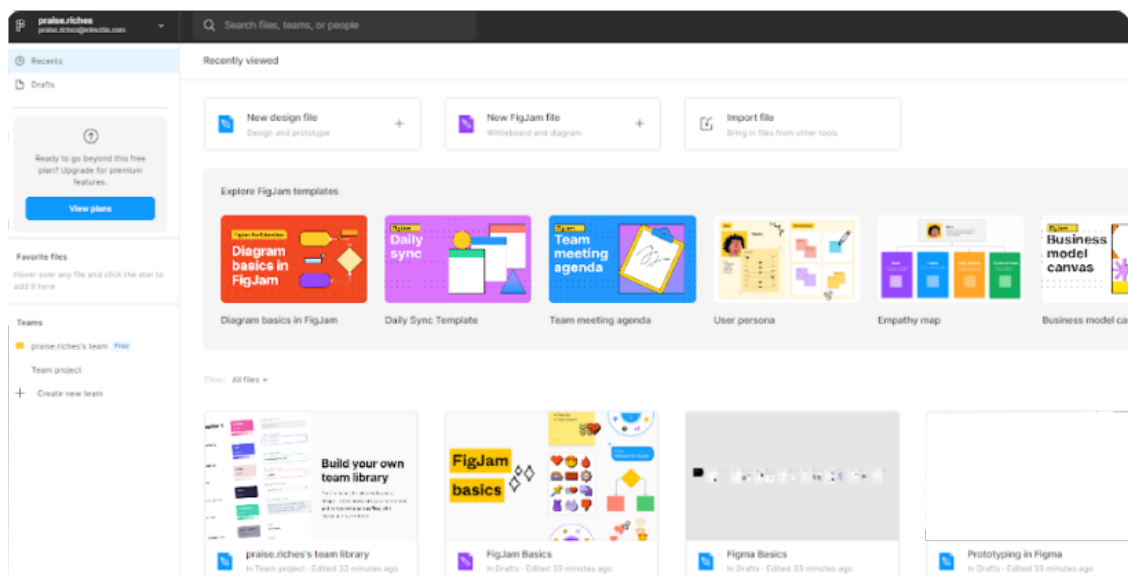 praise.riches
praise.riches@minuttia.com
Search files, teams, or people
Recents
Drafts
Ready to go beyond this free
plan? Upgrade for premium
features.
View plans
Favorite files
Hover over any file and click the star to
add it here
Teams
praise.riches's team Free
Team project
Create new team
Recently viewed
New design file
Design and prototype
New FigJam file
Whiteboard and diagram
Import file
Bring in files from other tools
Explore FigJam templates
Diagram
basics in
FigJam
Diagram basics in FigJam
FigJam
Daily
sync
Daily Sync Template
FigJam
Team
meeting
agenda
Team meeting agenda
User persona
Empathy map
FigJam
Business
model
canvas
Business model ca
Filter: All files
Build your own
team library
praise.riches's team library
In Team project · Edited 33 minutes ago
FigJam
basics
FigJam Basics
In Drafts · Edited 33 minutes ago
Figma Basics
In Drafts · Edited 33 minutes ago
Prototyping in Figma
In Drafts · Edited 33 minutes ago